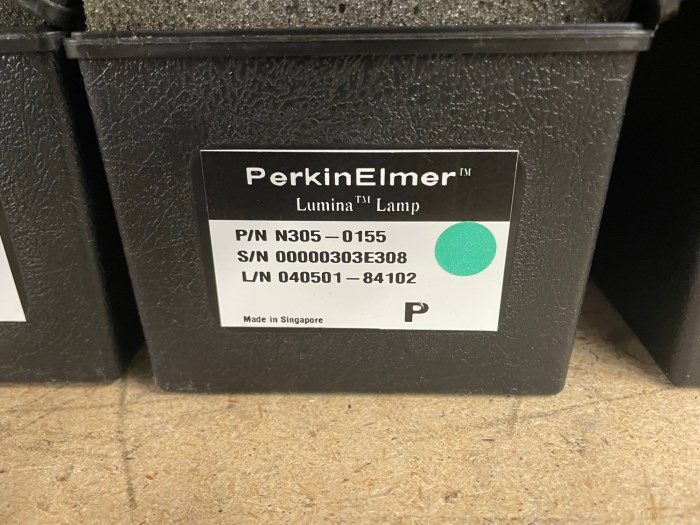 PerkinElmer™
Lumina™ Lamp
P/N N305-0155
S/N 00000303E308
L/N 040501-84102
P
Made in Singapore